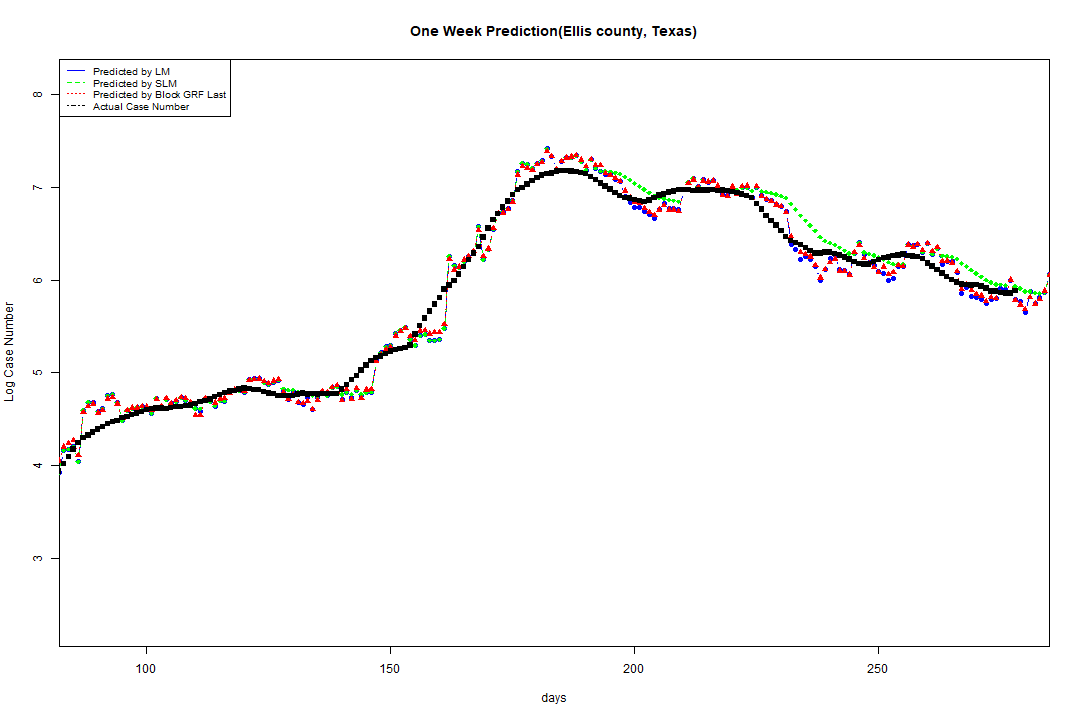 One Week Prediction(Ellis county, Texas)
Predicted by LM
Predicted by SLM
Predicted by Block GRF Last
Actual Case Number
8
7
6
5
4
3
Log Case Number
100 150 200 250
days